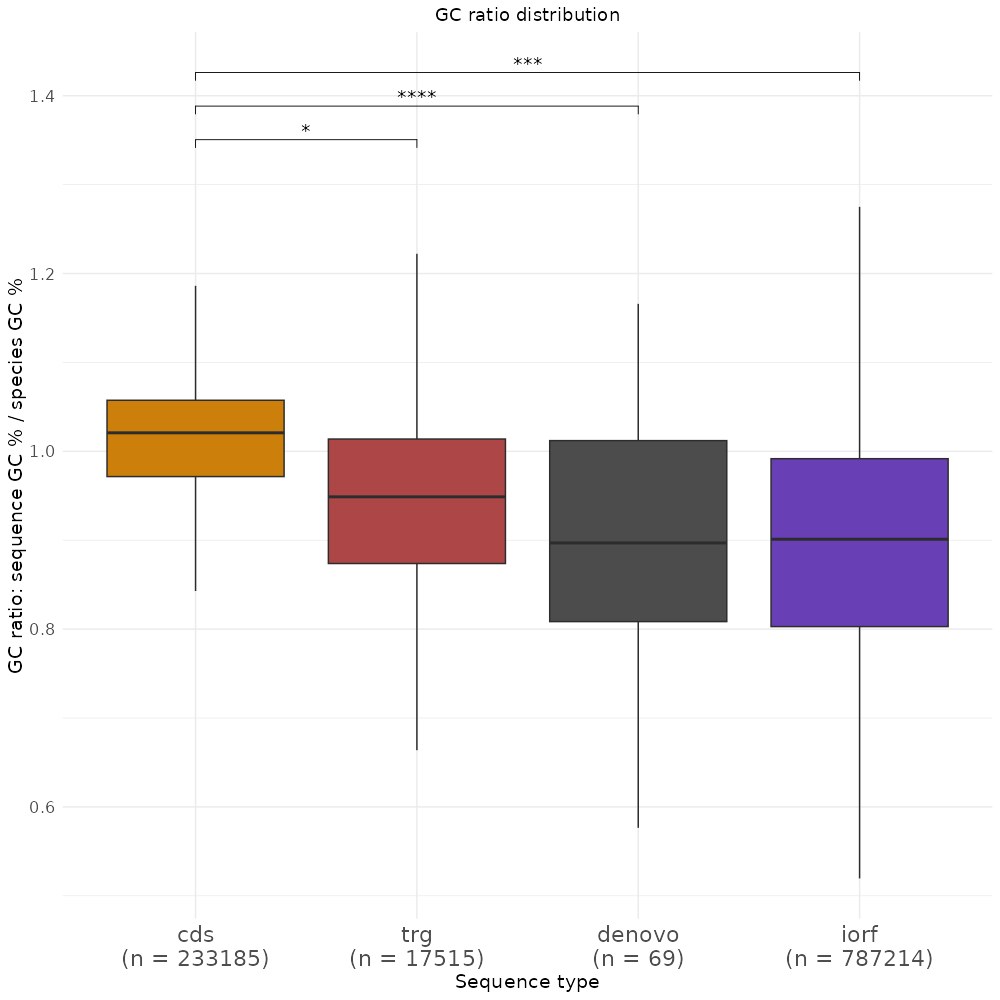 GC ratio distribution
***
****
*
GC ratio: sequence GC % / species GC %
1.4
1.2
1.0
0.8
0.6
cds
(n = 233185)
trg
(n = 17515)
denovo
(n = 69)
iorf
(n = 787214)
Sequence type